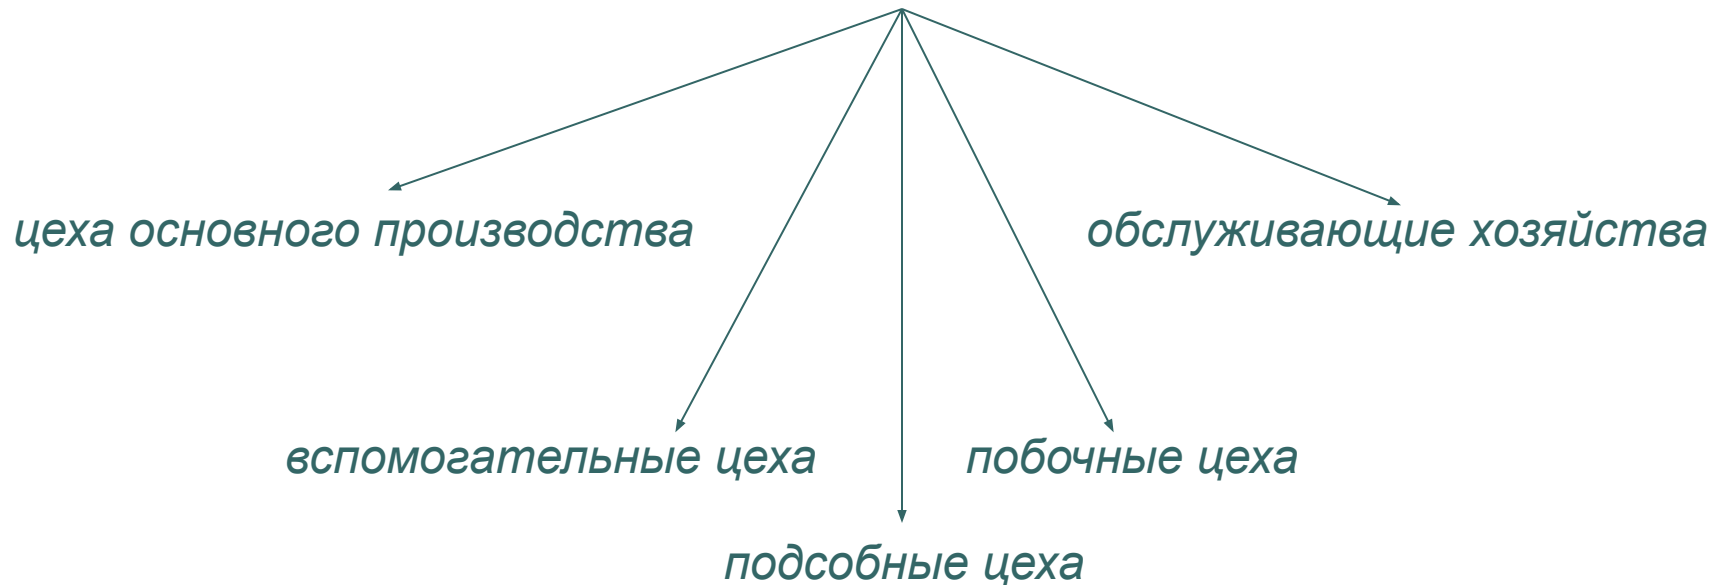 цеха основного производства
обслуживающие хозяйства
вспомогательные цеха
побочные цеха
подсобные цеха